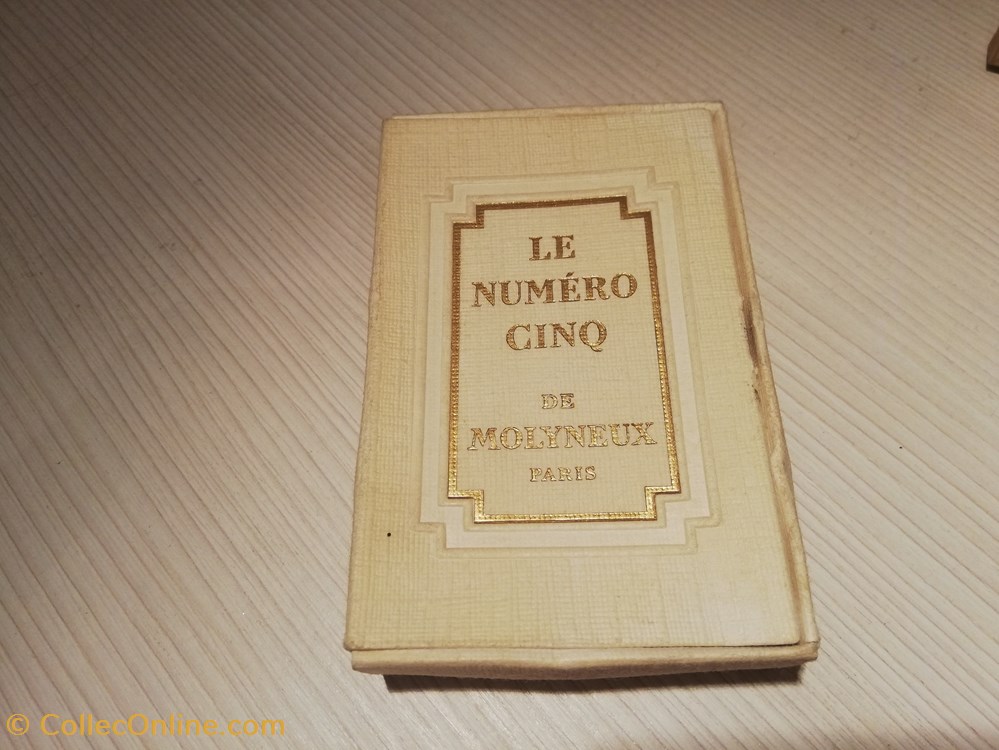 LE
NUMÉRO
CINQ
DE
MOLYNEUX
PARIS
© CollecOnline.com